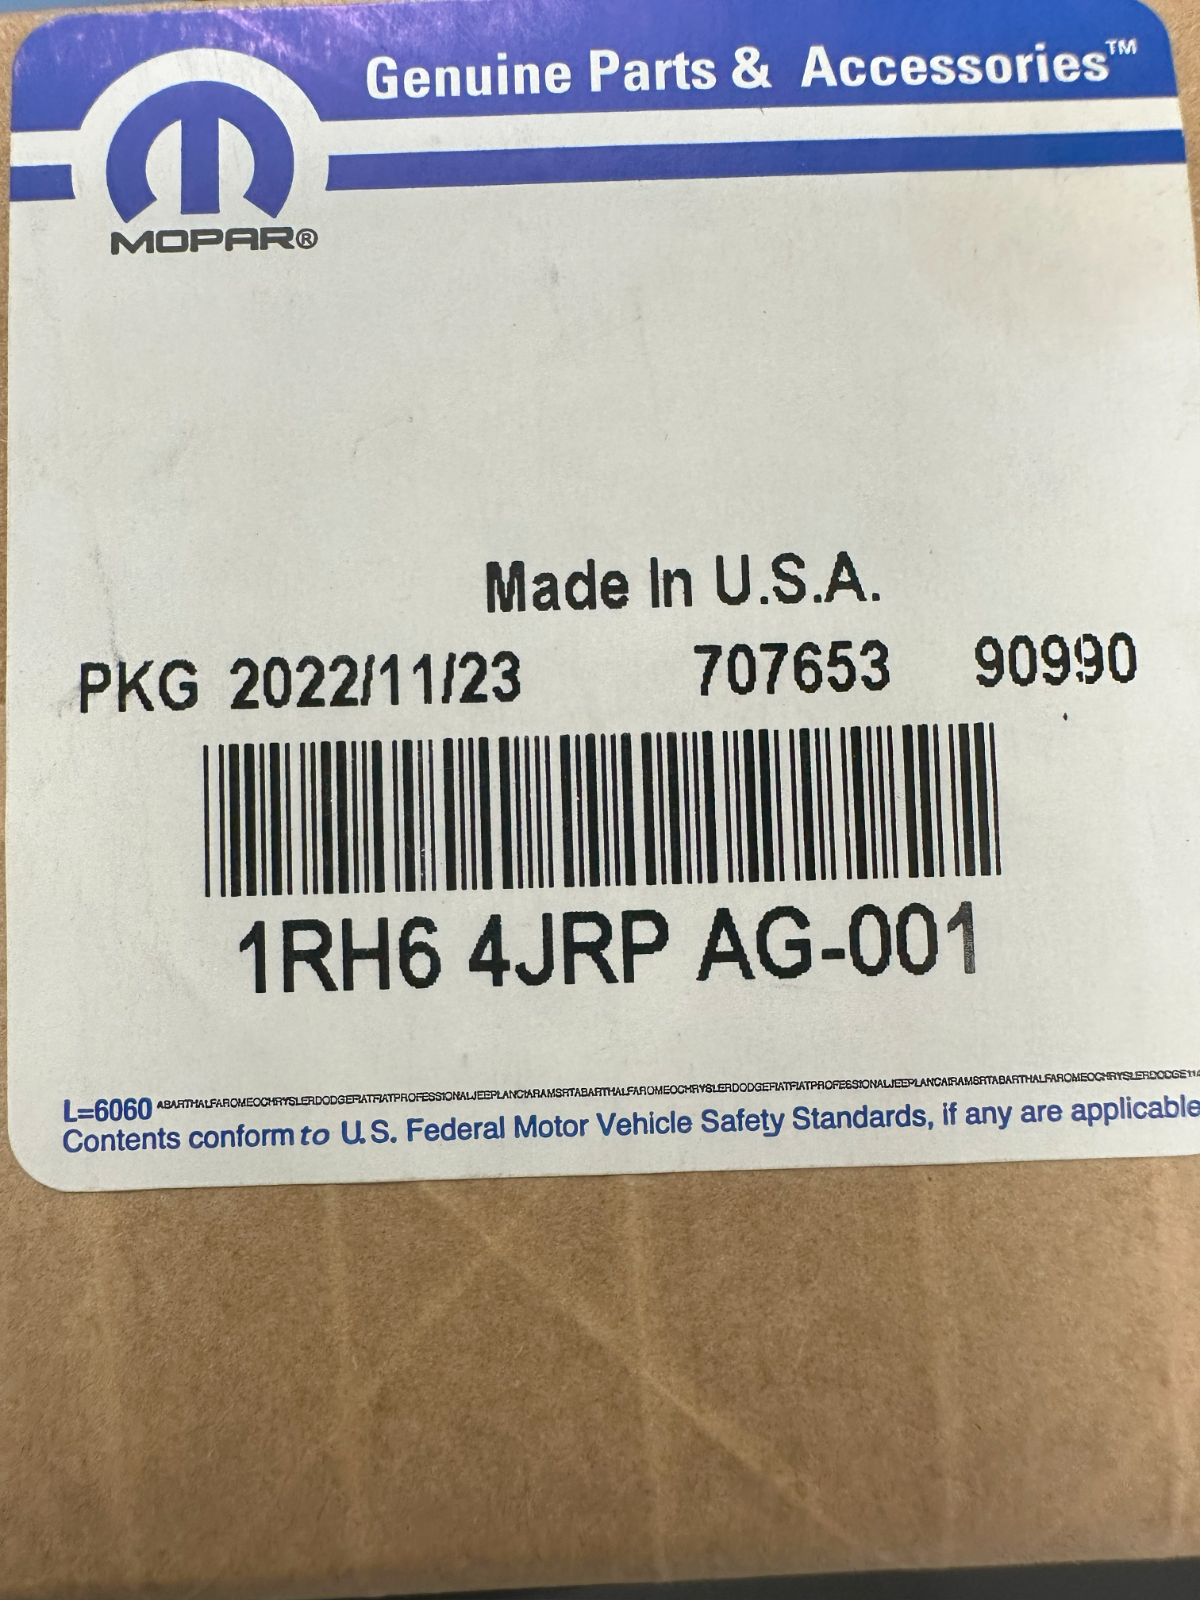 Genuine Parts & Accessories™
MOPAR®
Made In U.S.A.
PKG 2022/11/23 707653 90990
1RH6 4JRP AG-001
L=6060 ABARTHALFAROMEOCHRYSLERDODGEFIATFIATPROFESSIONALJEEPLANCIARAMSRTABARTHALFAROMEOCHRYSLERDODGEFIATFIATPROFESSIONALJEEPLANCIARAMSRTABARTHALFAROMEOCHRYSLERDODGE
Contents conform to U.S. Federal Motor Vehicle Safety Standards, if any are applicable